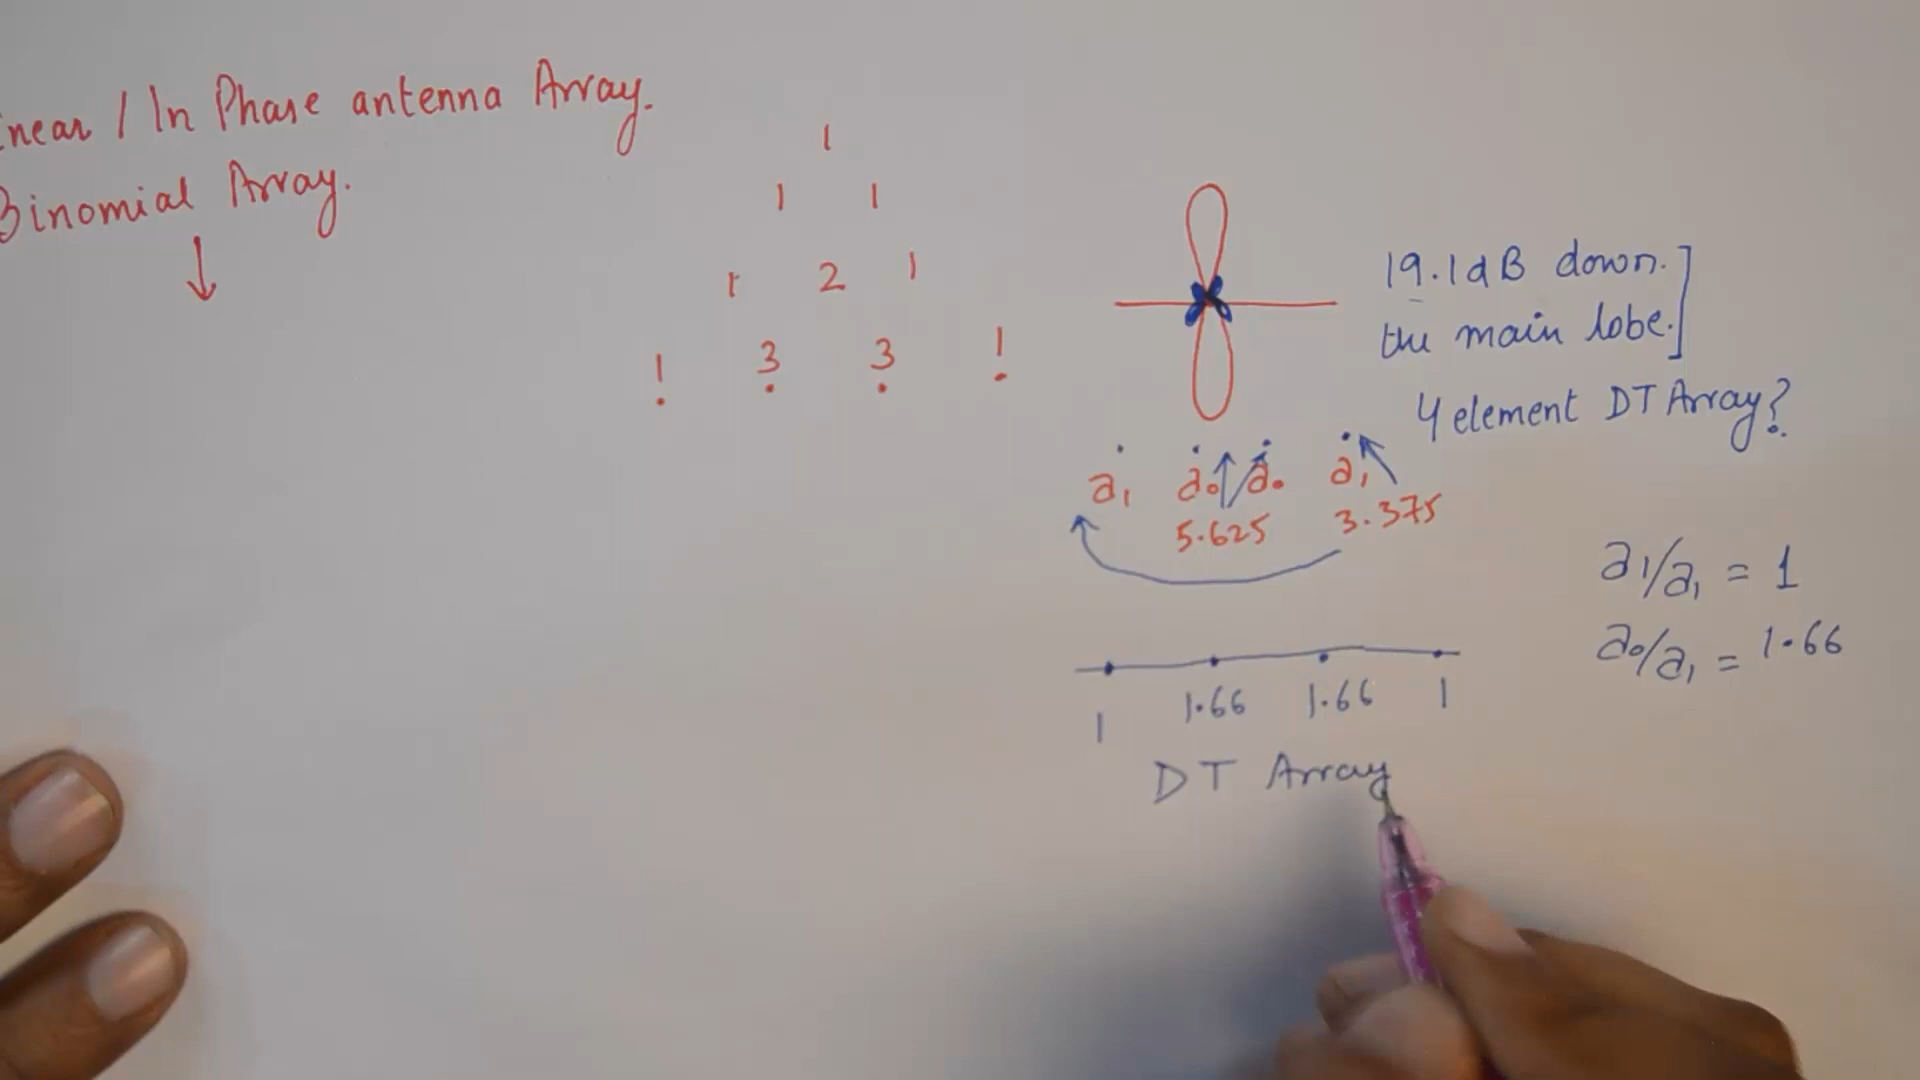 inear / In Phase antenna Array.
Binomial Array.
1
1 1
1 2 1
1 3 3 1
19.1dB down.
the main lobe.]
4 element DT Array?
a₁ a₀ a₀ a₁
5.625 3.375
a₁/a₁ = 1
a₀/a₁ = 1.66
1 1.66 1.66 1
DT Array